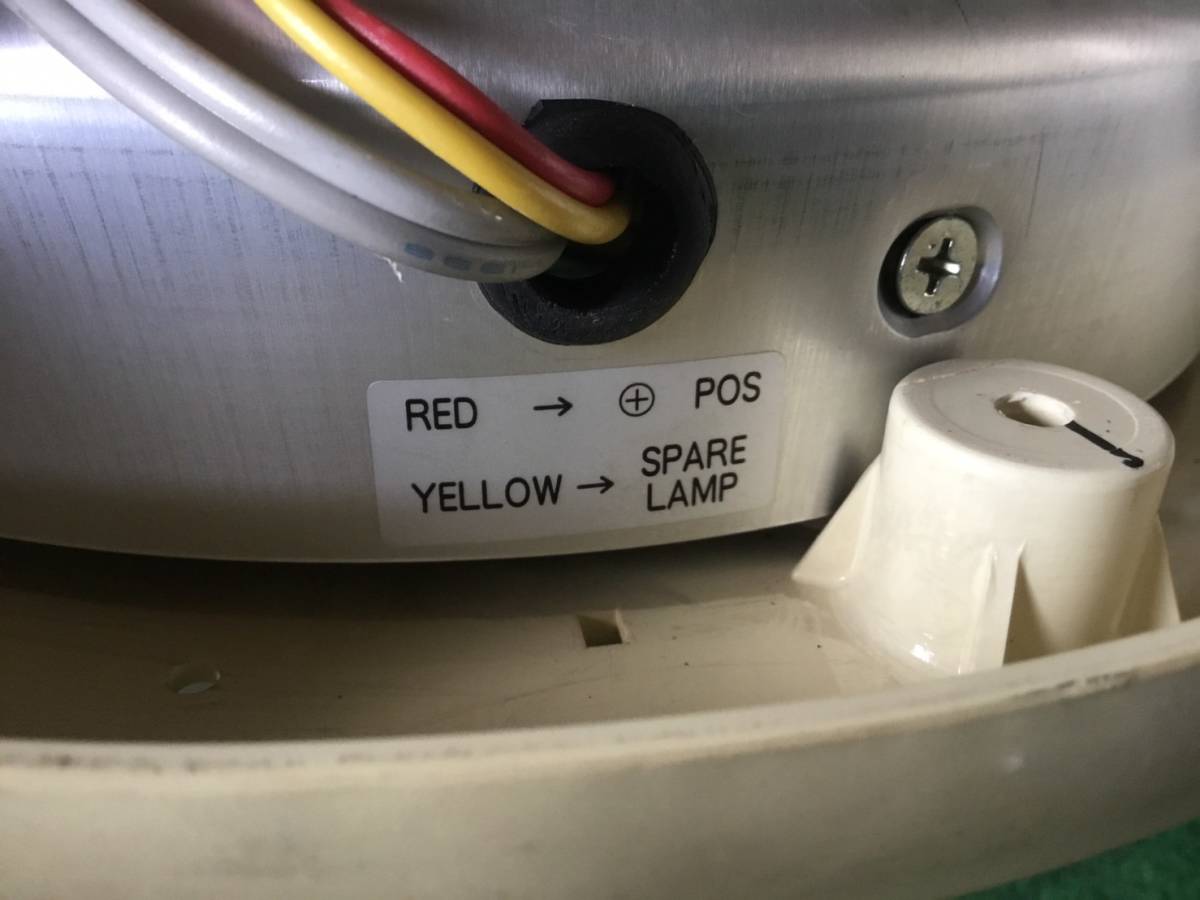 RED → ⊕ POS
YELLOW → SPARE
LAMP